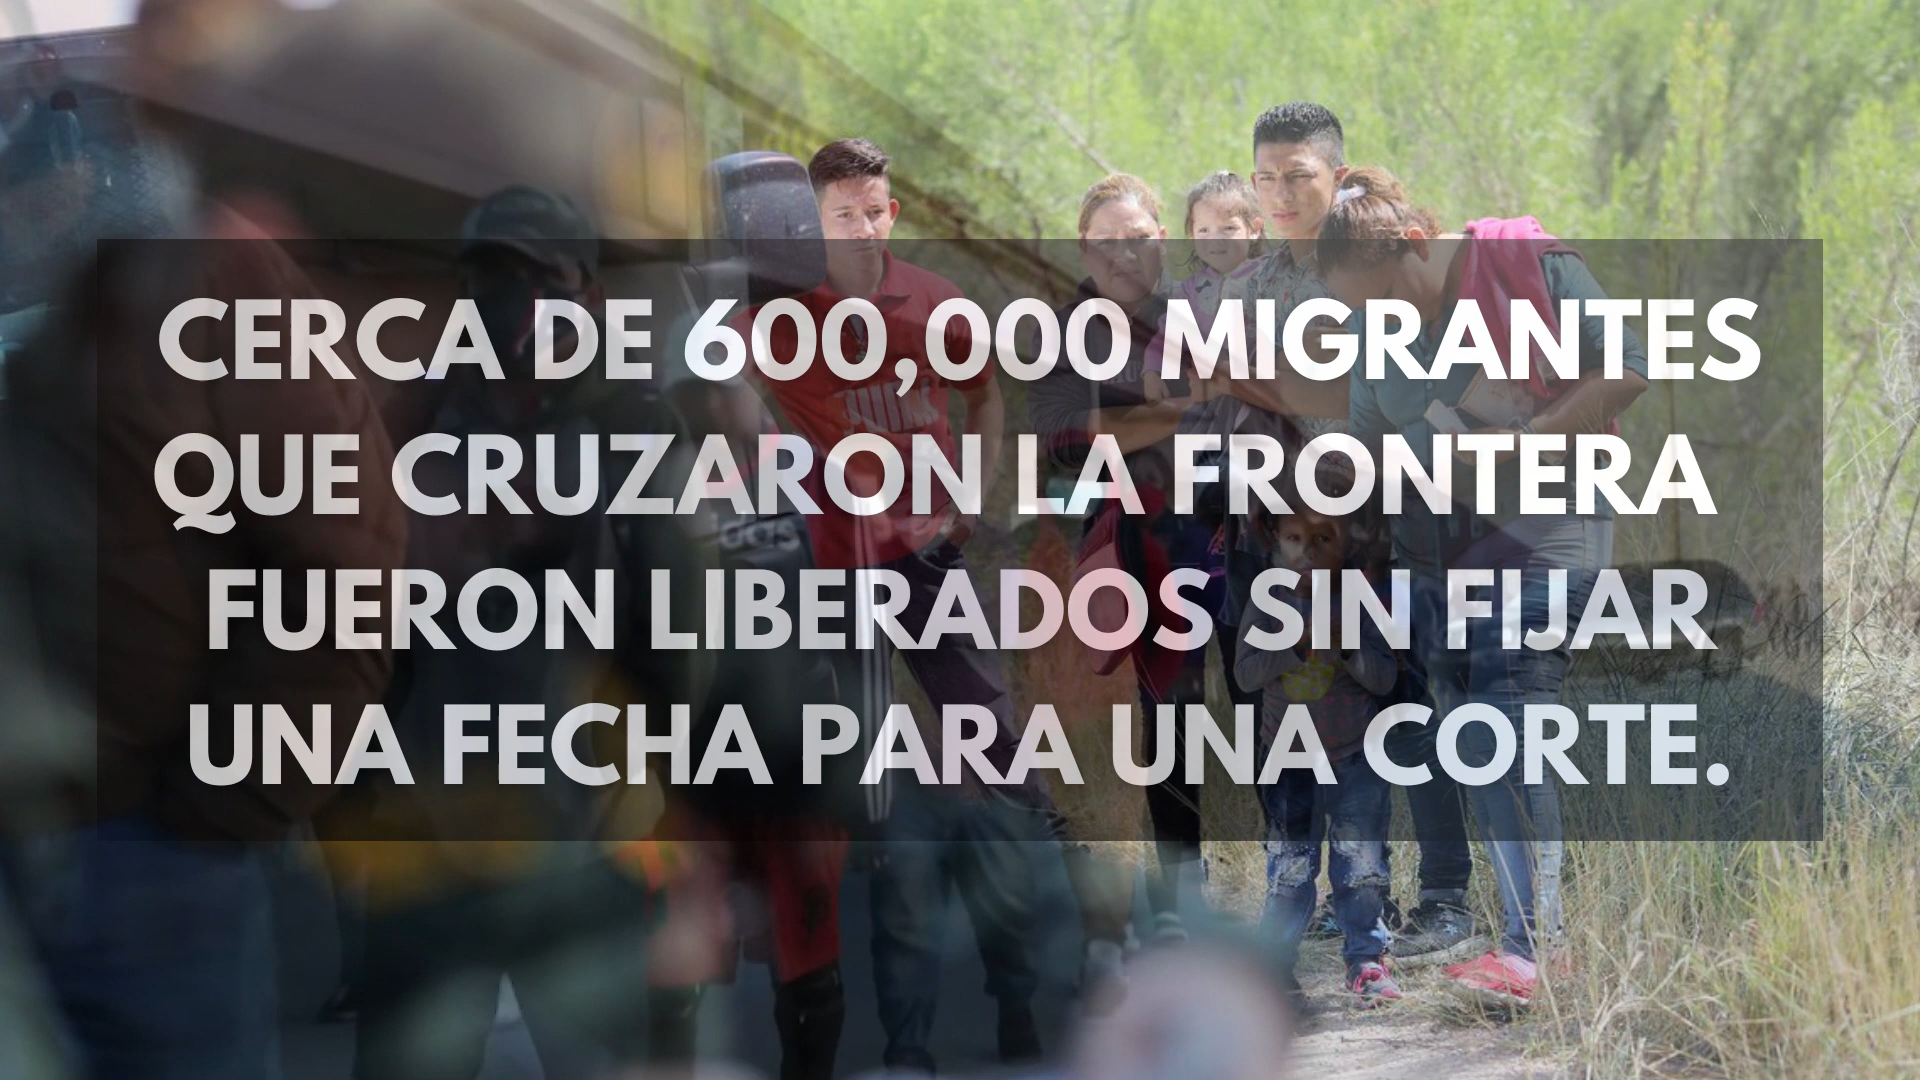 CERCA DE 600,000 MIGRANTES
QUE CRUZARON LA FRONTERA
FUERON LIBERADOS SIN FIJAR
UNA FECHA PARA UNA CORTE.